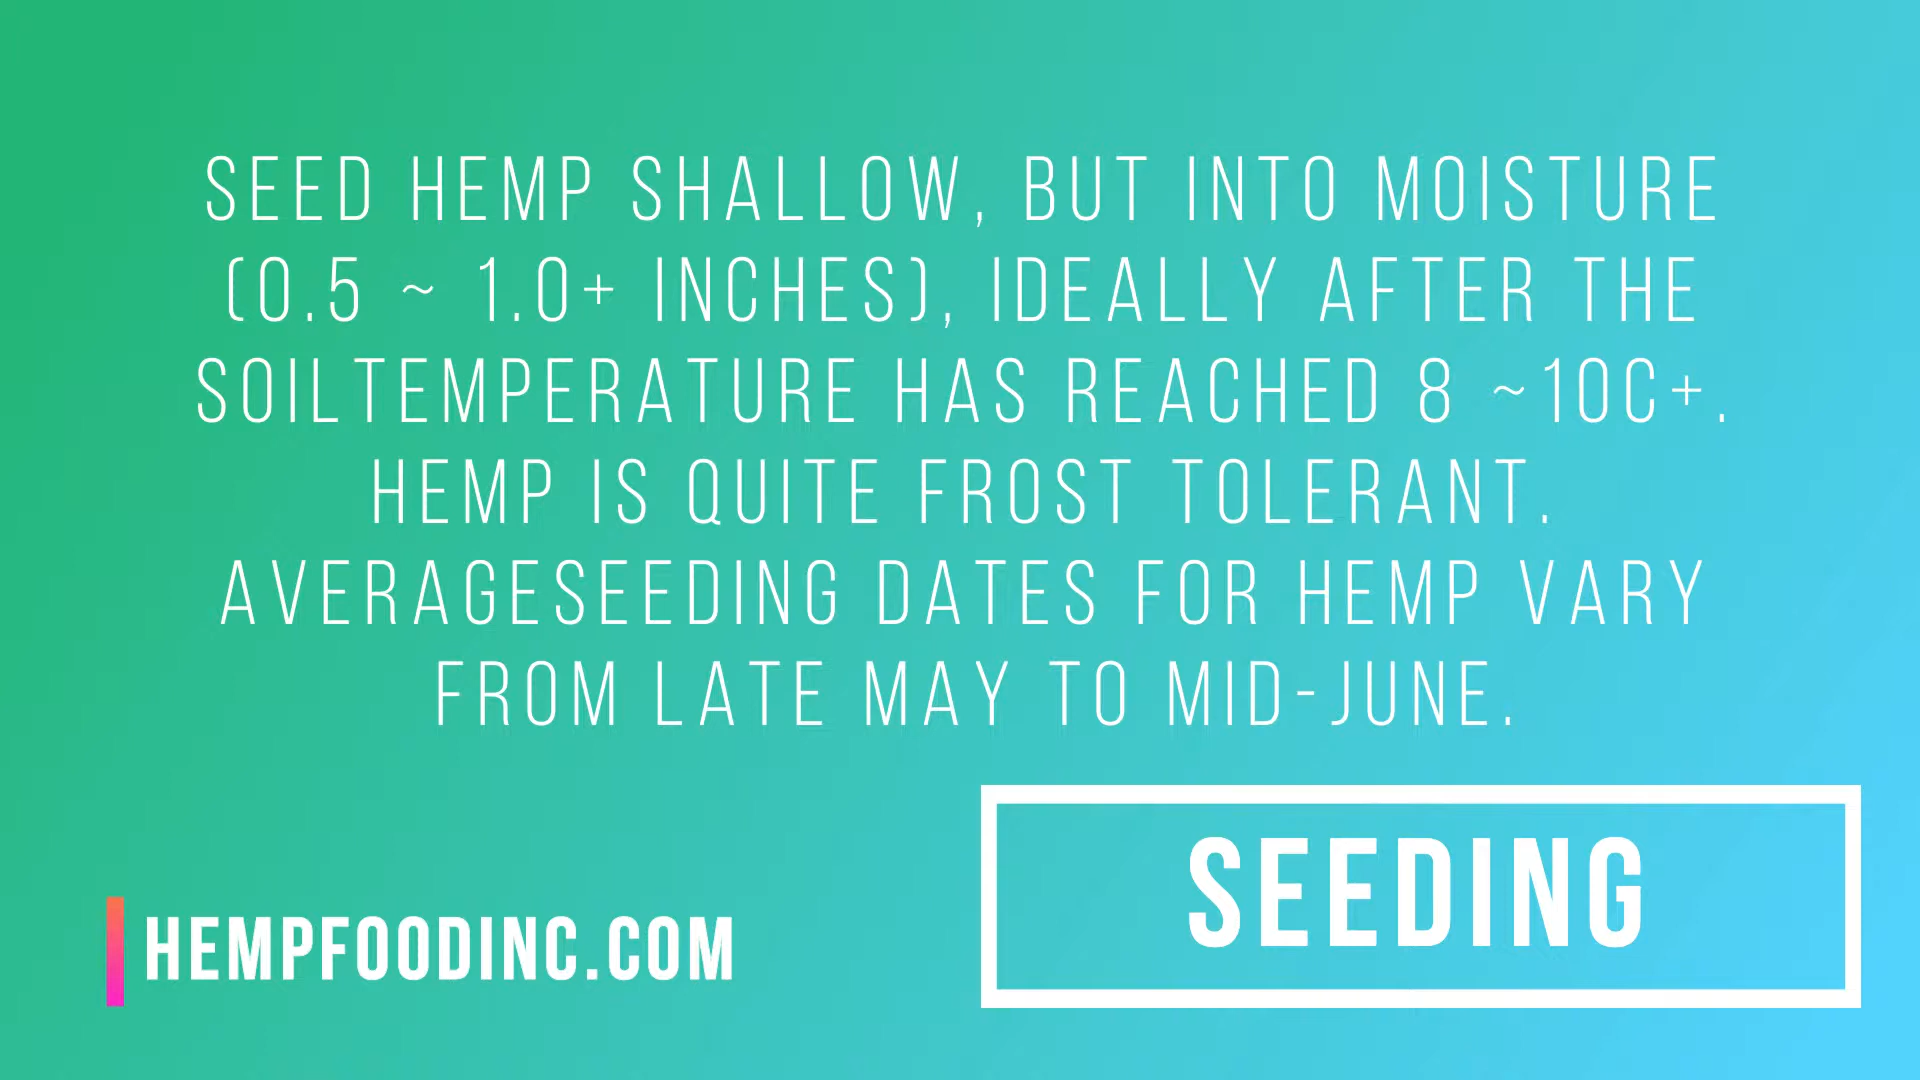 SEED HEMP SHALLOW, BUT INTO MOISTURE
(0.5 ~ 1.0+ INCHES), IDEALLY AFTER THE
SOILTEMPERATURE HAS REACHED 8 ~10C+.
HEMP IS QUITE FROST TOLERANT.
AVERAGESEEDING DATES FOR HEMP VARY
FROM LATE MAY TO MID-JUNE.
SEEDING
HEMPFOODINC.COM